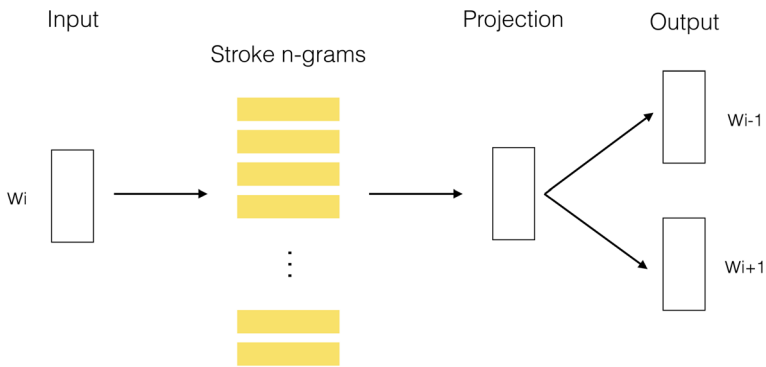 Input
Stroke n-grams
Projection
Output
Wi
Wi-1
Wi+1